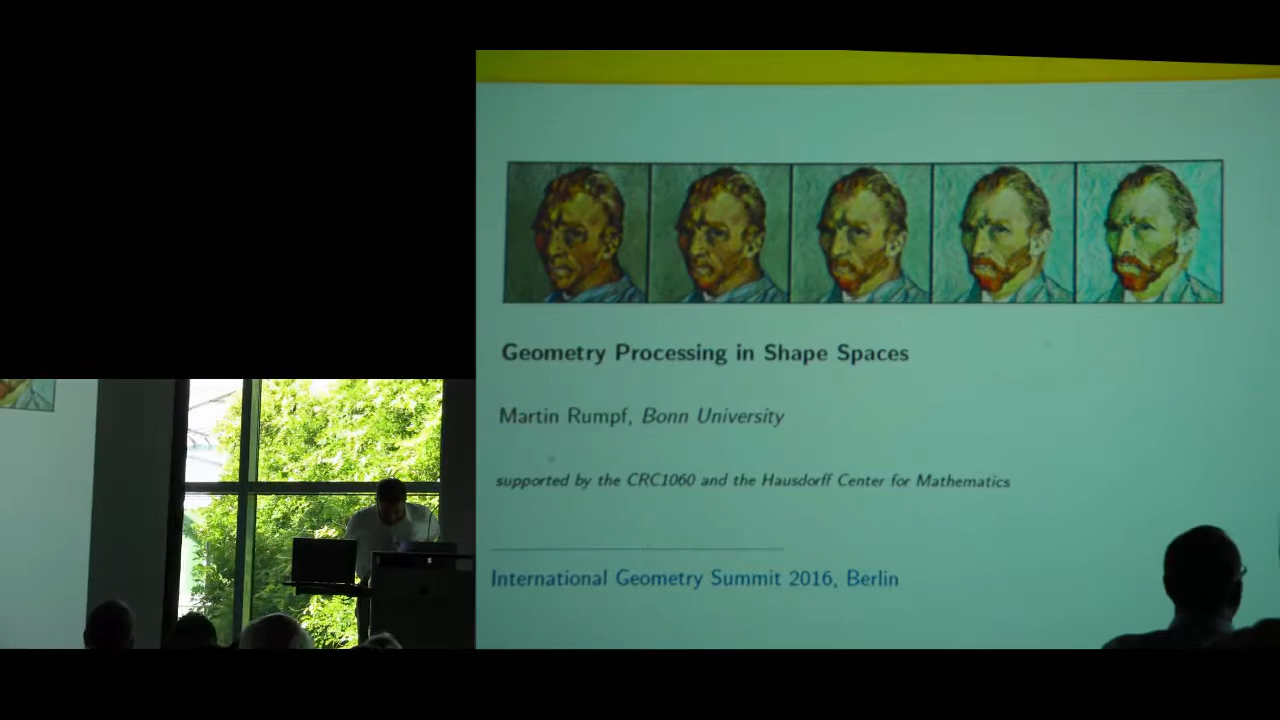 Geometry Processing in Shape Spaces
Martin Rumpf, Bonn University
supported by the CRC1060 and the Hausdorff Center for Mathematics
International Geometry Summit 2016, Berlin